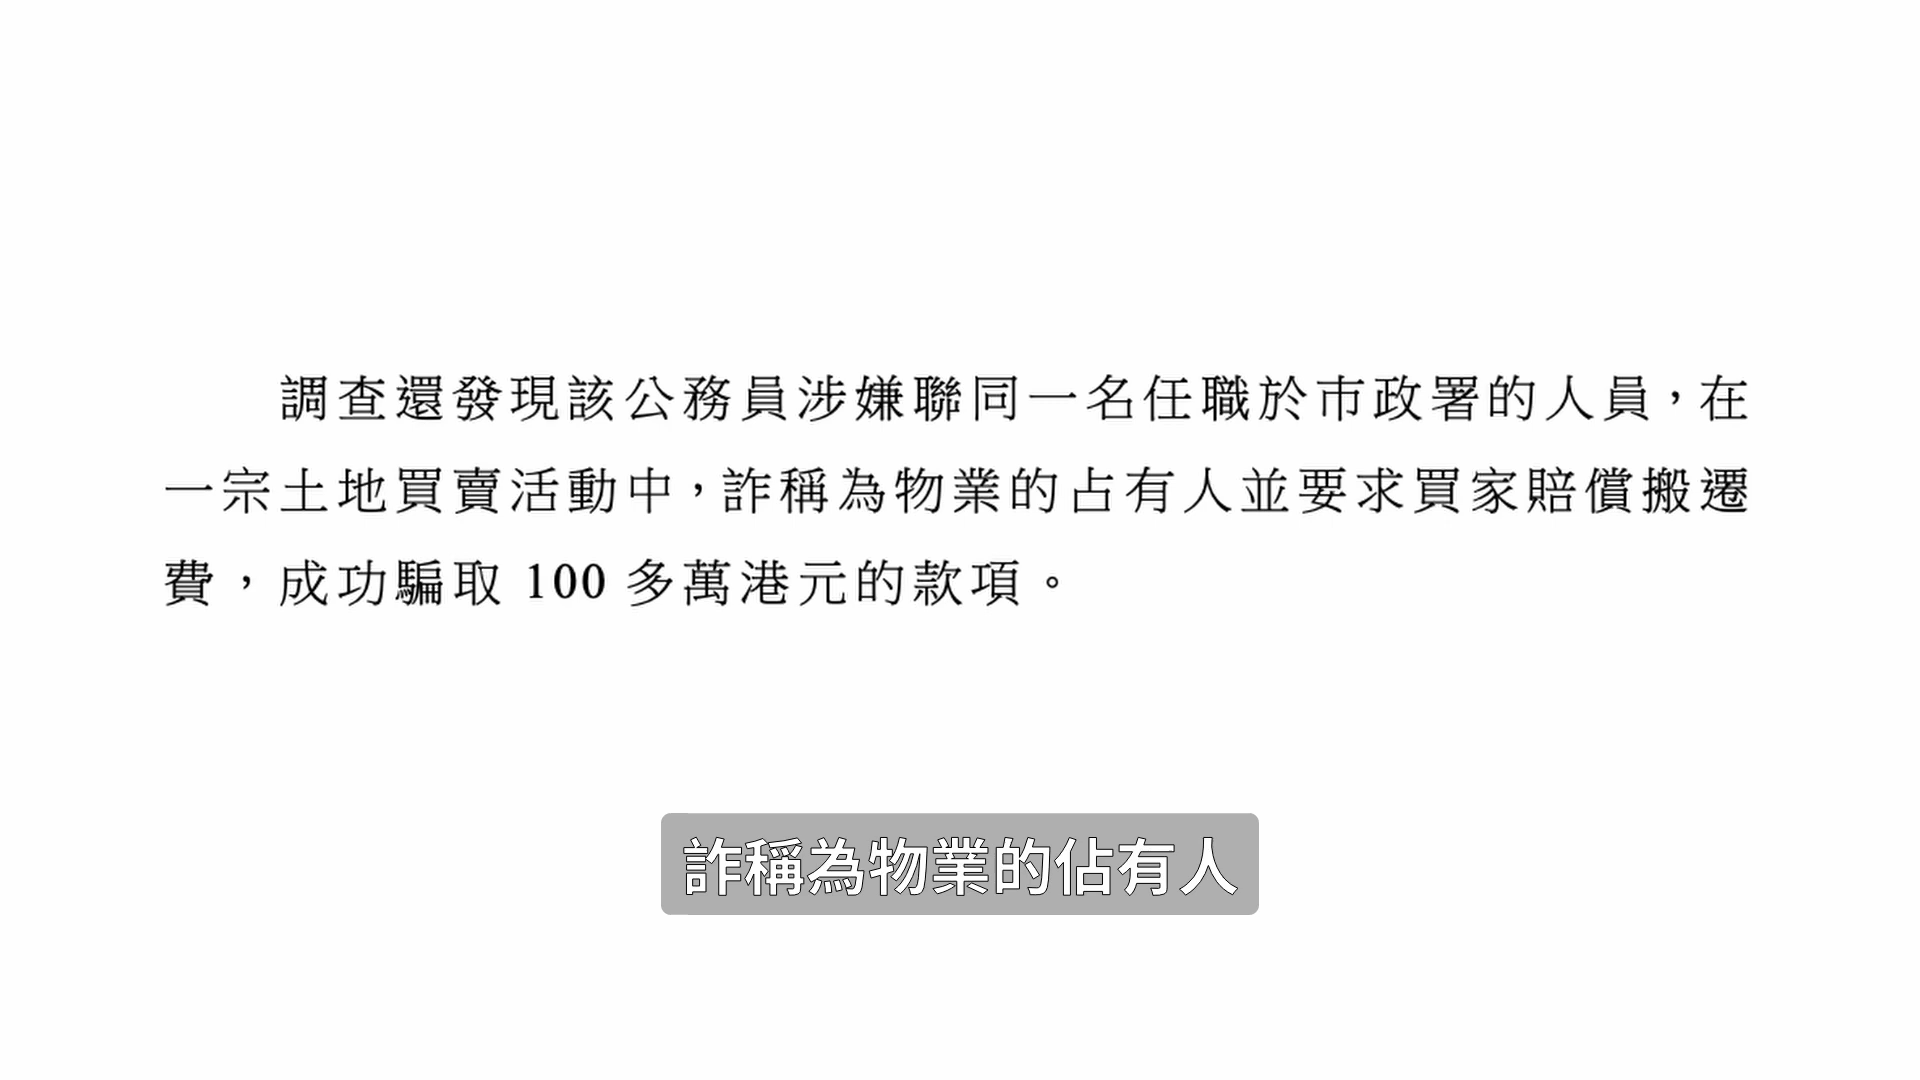 調查還發現該公務員涉嫌聯同一名任職於市政署的人員，在
一宗土地買賣活動中，詐稱為物業的占有人並要求買家賠償搬遷
費，成功騙取 100 多萬港元的款項。
詐稱為物業的佔有人